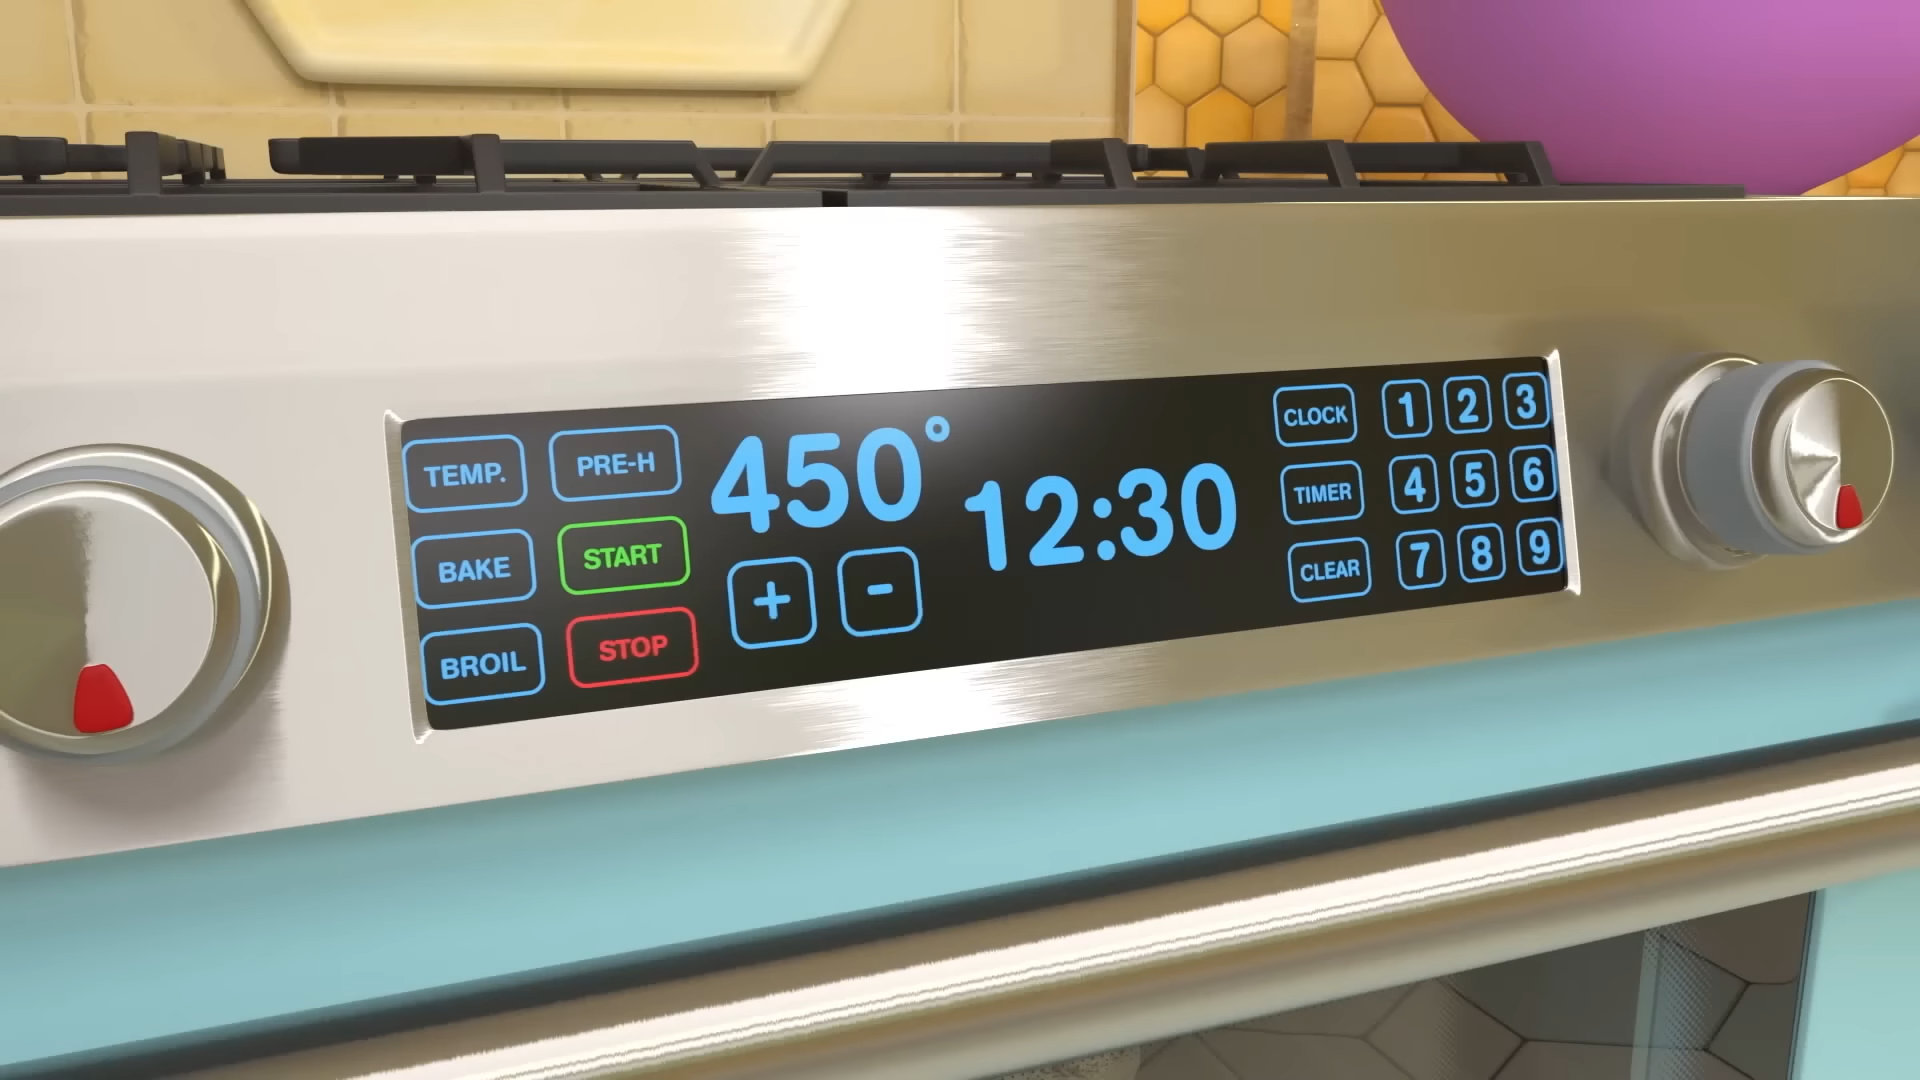 TEMP. PRE-H
BAKE START
BROIL STOP
450°
+ -
12:30
CLOCK 1 2 3
TIMER 4 5 6
CLEAR 7 8 9